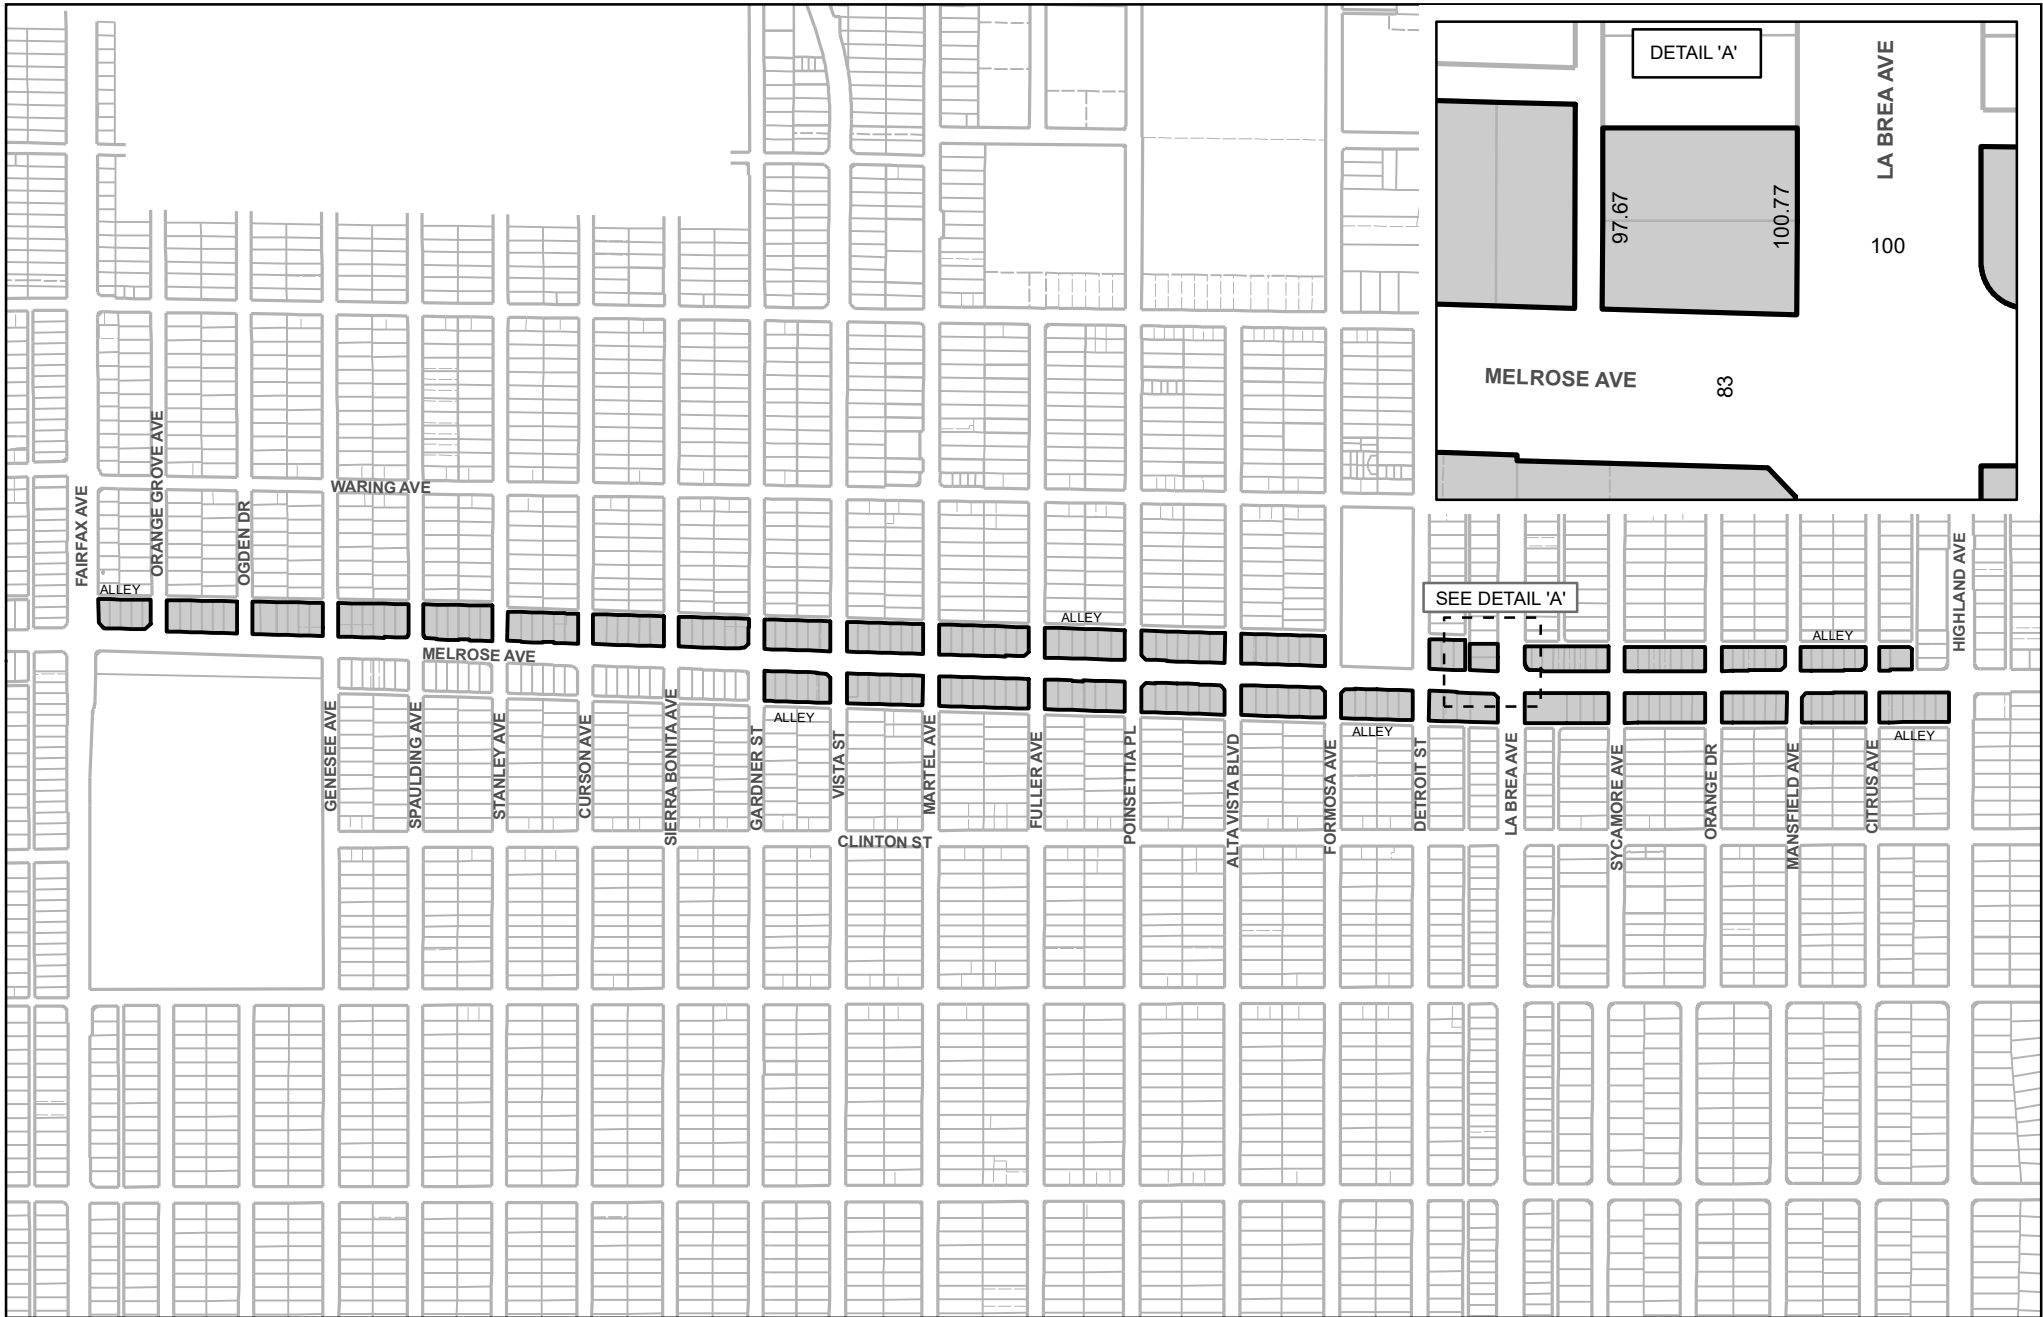 DETAIL 'A'
LA BREA AVE
97.67
100.77
100
MELROSE AVE
83
WARING AVE
FAIRFAX AVE
ORANGE GROVE AVE
OGDEN DR
HIGHLAND AVE
ALLEY
SEE DETAIL 'A'
ALLEY
ALLEY
MELROSE AVE
ALLEY
ALLEY
ALLEY
GENESEE AVE
SPAULDING AVE
STANLEY AVE
CURSON AVE
SIERRA BONITA AVE
GARDNER ST
VISTA ST
MARTEL AVE
FULLER AVE
POINSETTIA PL
ALTA VISTA BLVD
FORMOSA AVE
DETROIT ST
LA BREA AVE
SYCAMORE AVE
ORANGE DR
MANSFIELD AVE
CITRUS AVE
CLINTON ST